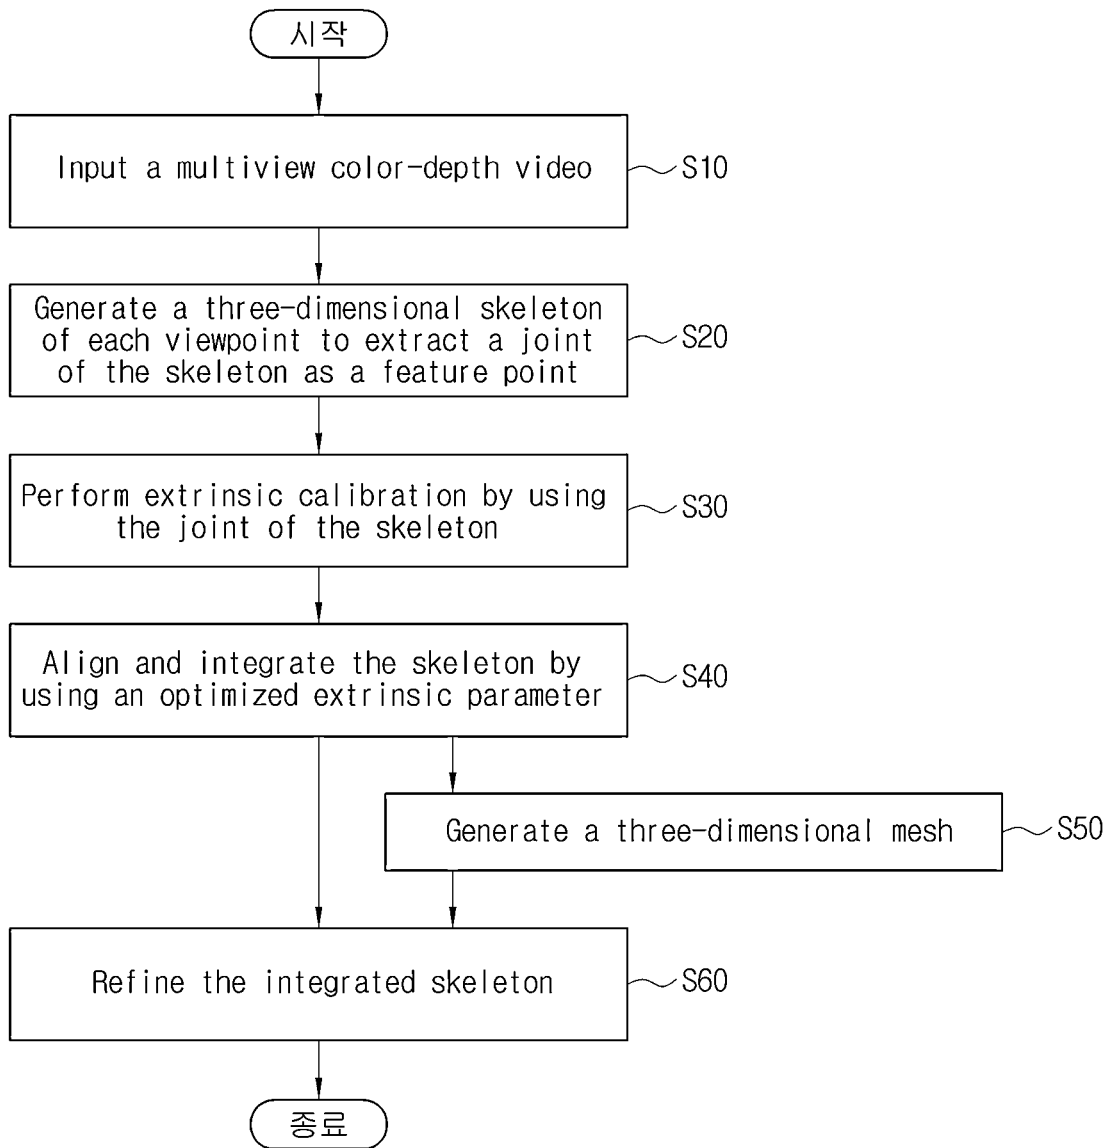 시작
Input a multiview color-depth video
S10
Generate a three-dimensional skeleton
of each viewpoint to extract a joint
of the skeleton as a feature point
S20
Perform extrinsic calibration by using
the joint of the skeleton
S30
Align and integrate the skeleton by
using an optimized extrinsic parameter
S40
Generate a three-dimensional mesh
S50
Refine the integrated skeleton
S60
종료